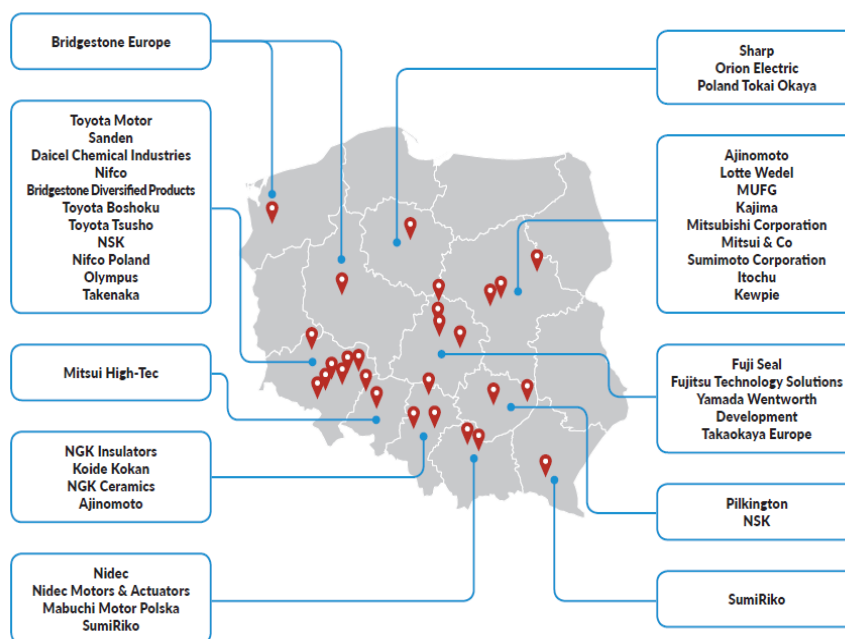 Bridgestone Europe
Toyota Motor
Sanden
Daicel Chemical Industries
Nifco
Bridgestone Diversified Products
Toyota Boshoku
Toyota Tsusho
NSK
Nifco Poland
Olympus
Takenaka
Mitsui High-Tec
NGK Insulators
Koide Kokan
NGK Ceramics
Ajinomoto
Nidec
Nidec Motors & Actuators
Mabuchi Motor Polska
SumiRiko
Sharp
Orion Electric
Poland Tokai Okaya
Ajinomoto
Lotte Wedel
MUFG
Kajima
Mitsubishi Corporation
Mitsui & Co
Sumimoto Corporation
Itochu
Kewpie
Fuji Seal
Fujitsu Technology Solutions
Yamada Wentworth
Development
Takaokaya Europe
Pilkington
NSK
SumiRiko